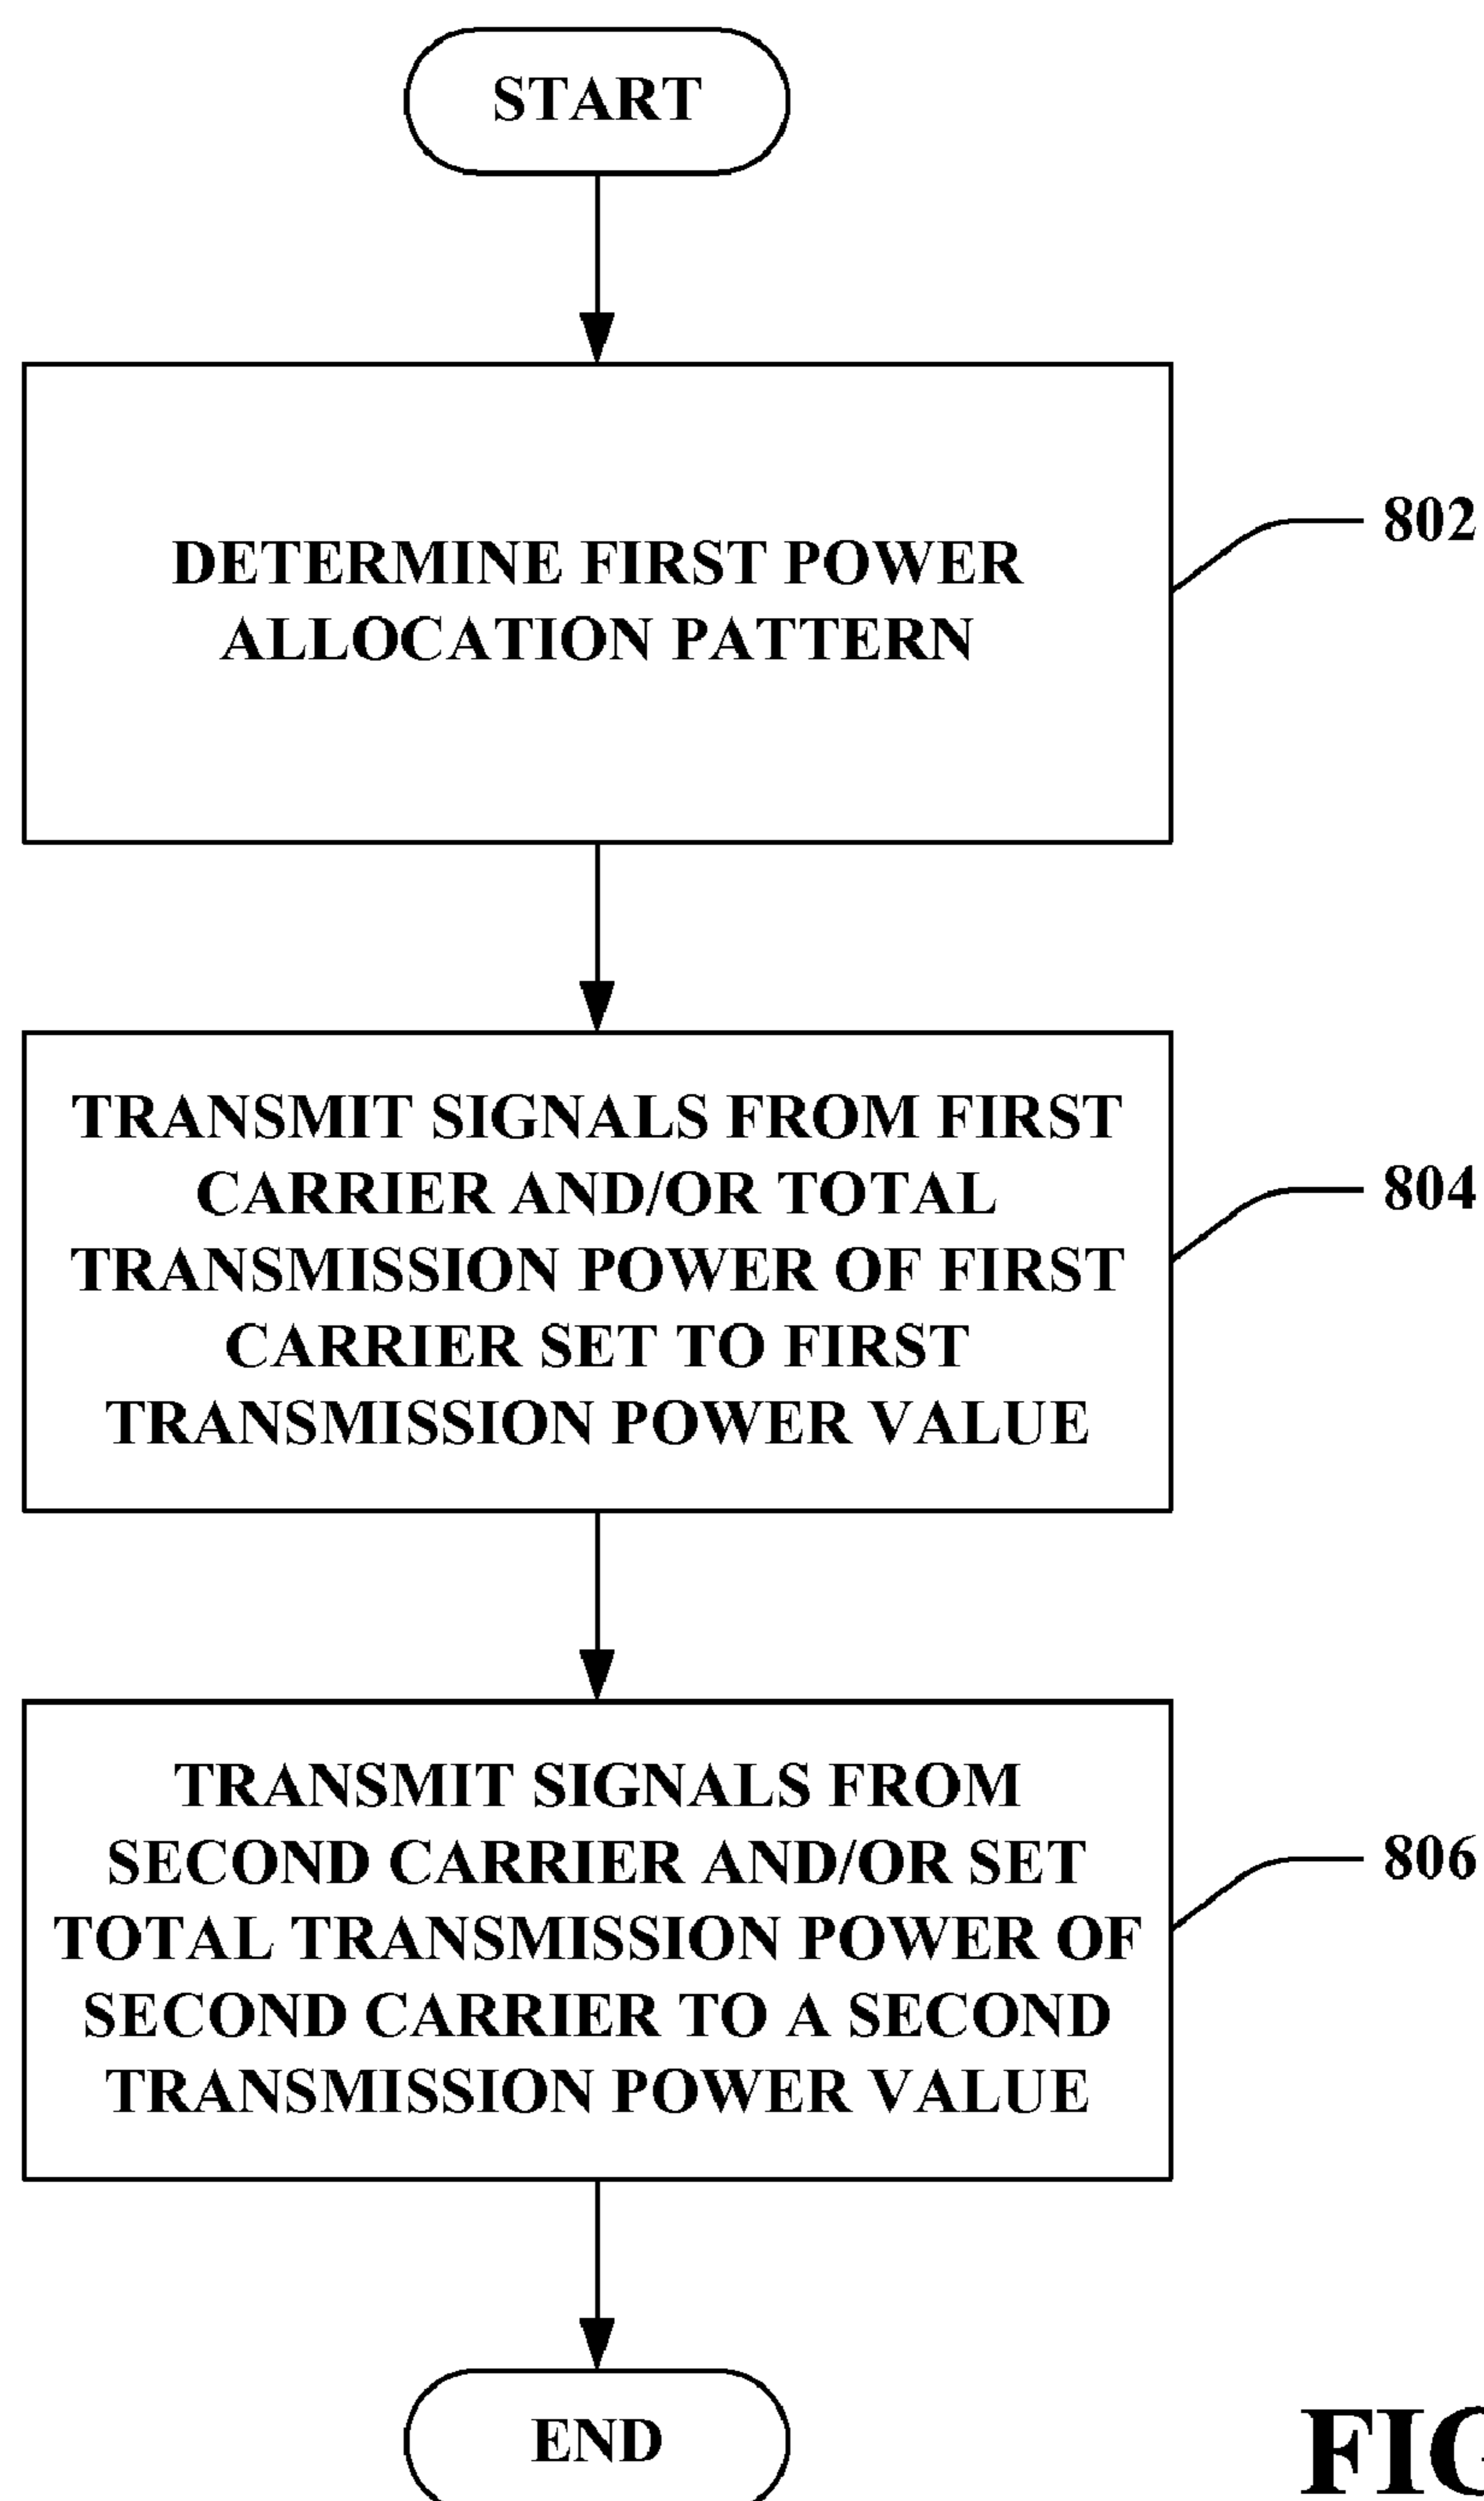 START
DETERMINE FIRST POWER
ALLOCATION PATTERN
802
TRANSMIT SIGNALS FROM FIRST
CARRIER AND/OR TOTAL
TRANSMISSION POWER OF FIRST
CARRIER SET TO FIRST
TRANSMISSION POWER VALUE
804
TRANSMIT SIGNALS FROM
SECOND CARRIER AND/OR SET
TOTAL TRANSMISSION POWER OF
SECOND CARRIER TO A SECOND
TRANSMISSION POWER VALUE
806
END